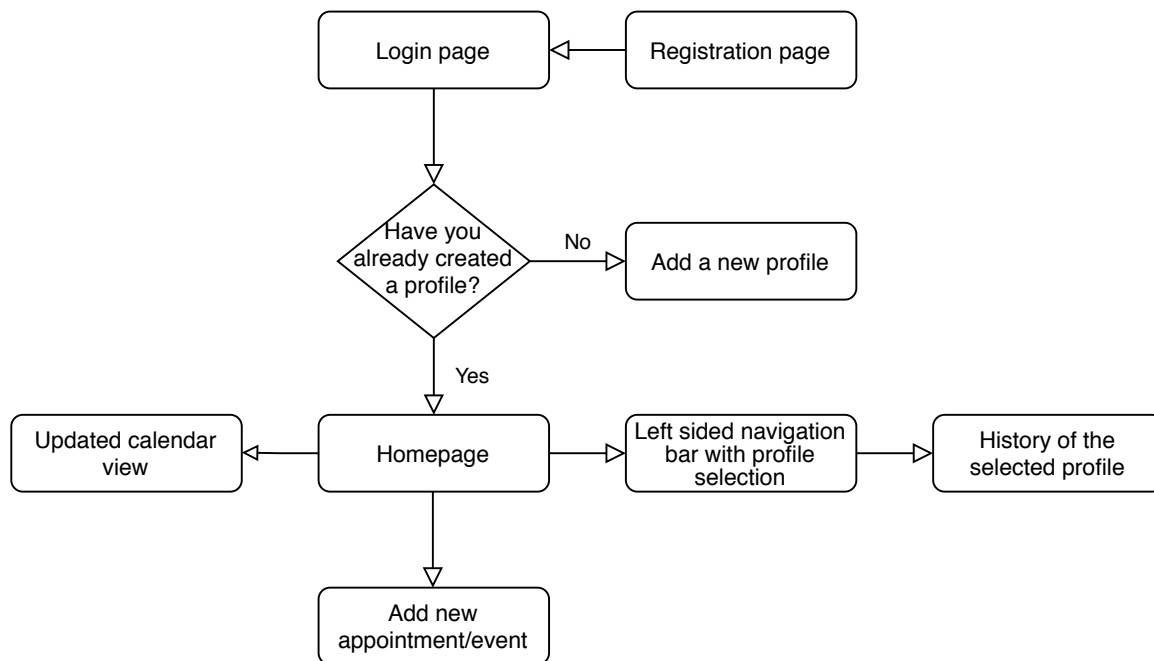 Login page
Registration page
Have you
already created
a profile?
No
Add a new profile
Yes
Updated calendar
view
Homepage
Left sided navigation
bar with profile
selection
History of the
selected profile
Add new
appointment/event